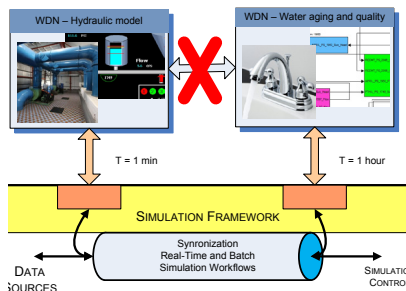 WDN – Hydraulic model
WDN – Water aging and quality
Flow
T = 1 min
T = 1 hour
SIMULATION FRAMEWORK
Synronization
Real-Time and Batch
Simulation Workflows
DATA
SOURCES
SIMULATIO
CONTRO